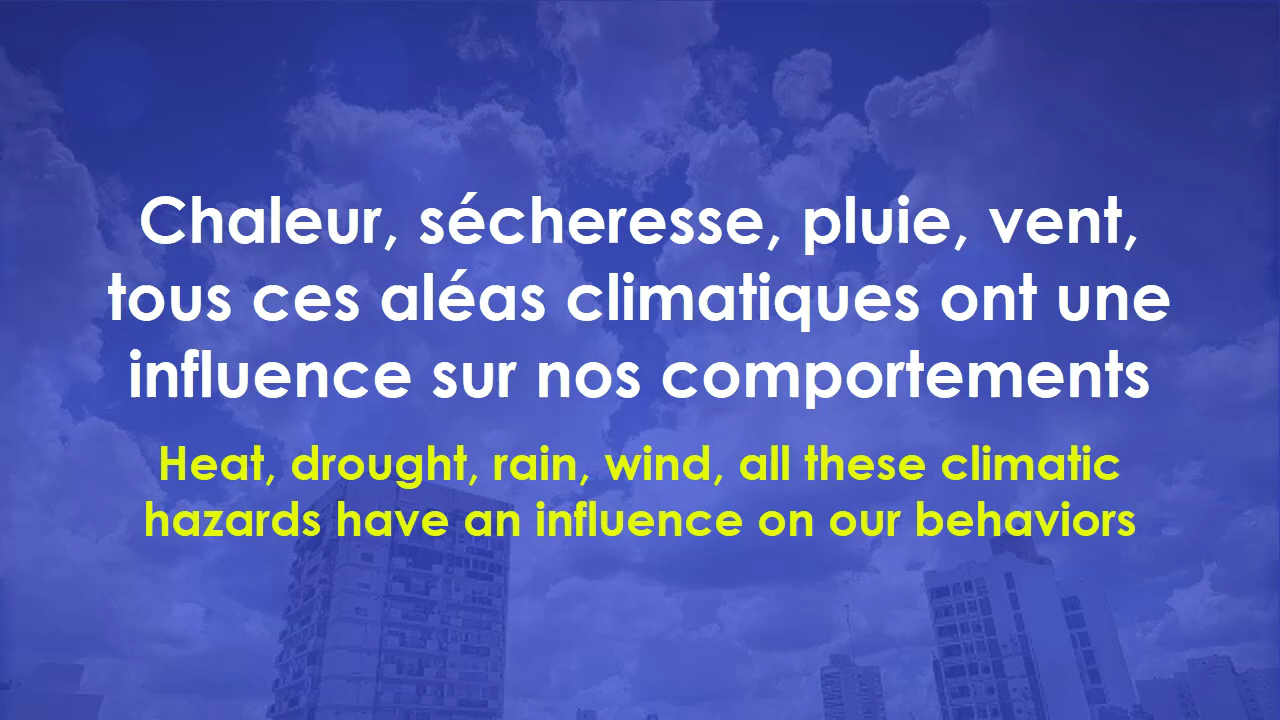 Chaleur, sécheresse, pluie, vent,
tous ces aléas climatiques ont une
influence sur nos comportements
Heat, drought, rain, wind, all these climatic
hazards have an influence on our behaviors